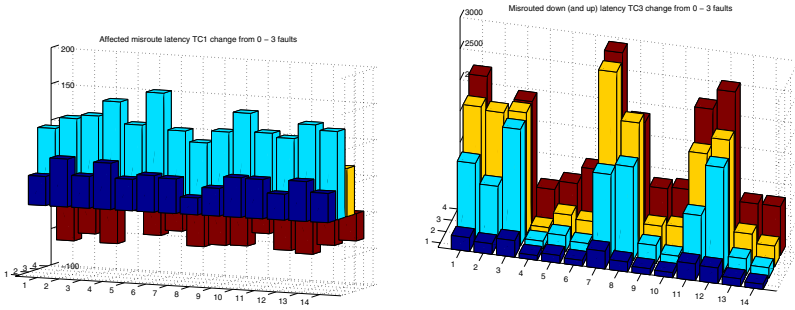 Affected misroute latency TC1 change from 0 − 3 faults
200
150
−100
1 2 3 4
1 2 3 4 5 6 7 8 9 10 11 12 13 14
Misrouted down (and up) latency TC3 change from 0 − 3 faults
3000
2500
4
3
2
1
1 2 3 4 5 6 7 8 9 10 11 12 13 14